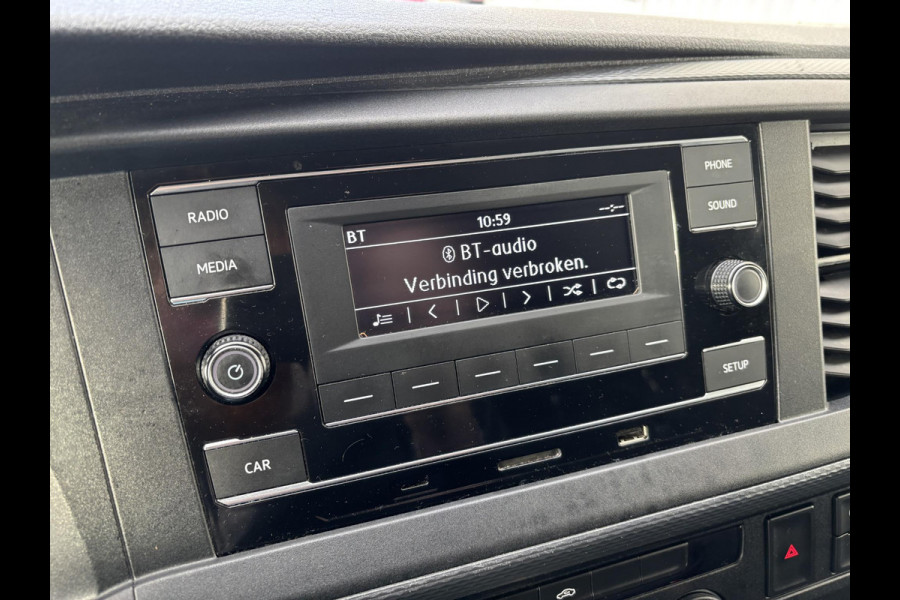 RADIO
MEDIA
CAR
PHONE
SOUND
SETUP
10:59
BT
BT-audio
Verbinding verbroken.